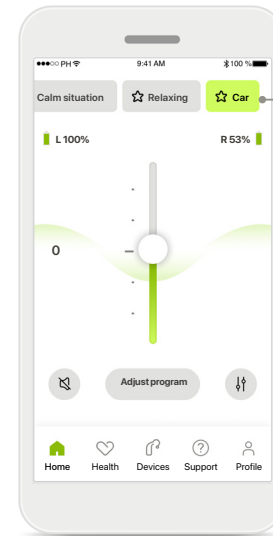 PH 9:41 AM 100 %
Calm situation Relaxing Car
L 100% R 53%
0
Adjust program
Home Health Devices Support Profile